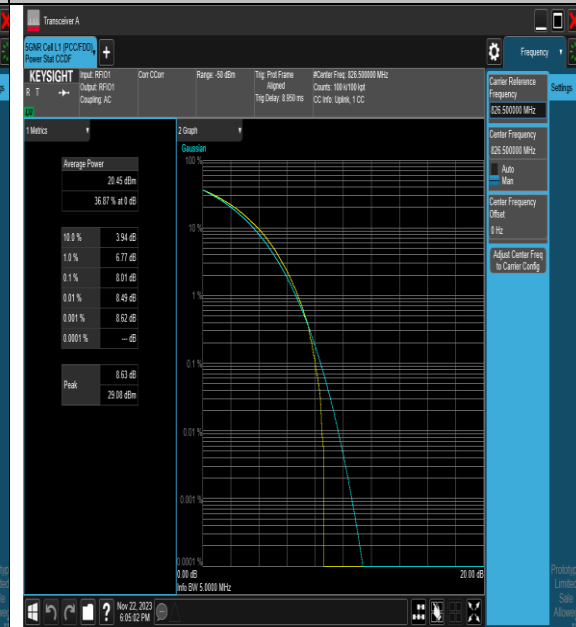 Transceiver A
5GNR Cell L1 (PCC/FDD),
Power Stat CCDF
Frequency
KEYSIGHT
R T
Input: RFIO1
Output: RFIO1
Coupling: AC
Corr CCorr
Range: -50 dBm
Trig: Prot Frame
Aligned
Trig Delay: 8.950 ms
#Center Freq: 826.500000 MHz
Counts: 100 k/100 kpt
CC Info: Uplink, 1 CC
Carrier Reference
Frequency
826.500000 MHz
Settings
Center Frequency
826.500000 MHz
Auto
Man
Center Frequency
Offset
0 Hz
Adjust Center Freq
to Carrier Config
1 Metrics
Average Power
20.45 dBm
36.87 % at 0 dB
10.0 % 3.94 dB
1.0 % 6.77 dB
0.1 % 8.01 dB
0.01 % 8.49 dB
0.001 % 8.62 dB
0.0001 % --- dB
Peak
8.63 dB
29.08 dBm
2 Graph
Gaussian
100 %
10 %
1 %
0.1 %
0.01 %
0.001 %
0.0001 %
0.00 dB
20.00 dB
Info BW 5.0000 MHz
Nov 22, 2023
6:05:02 PM